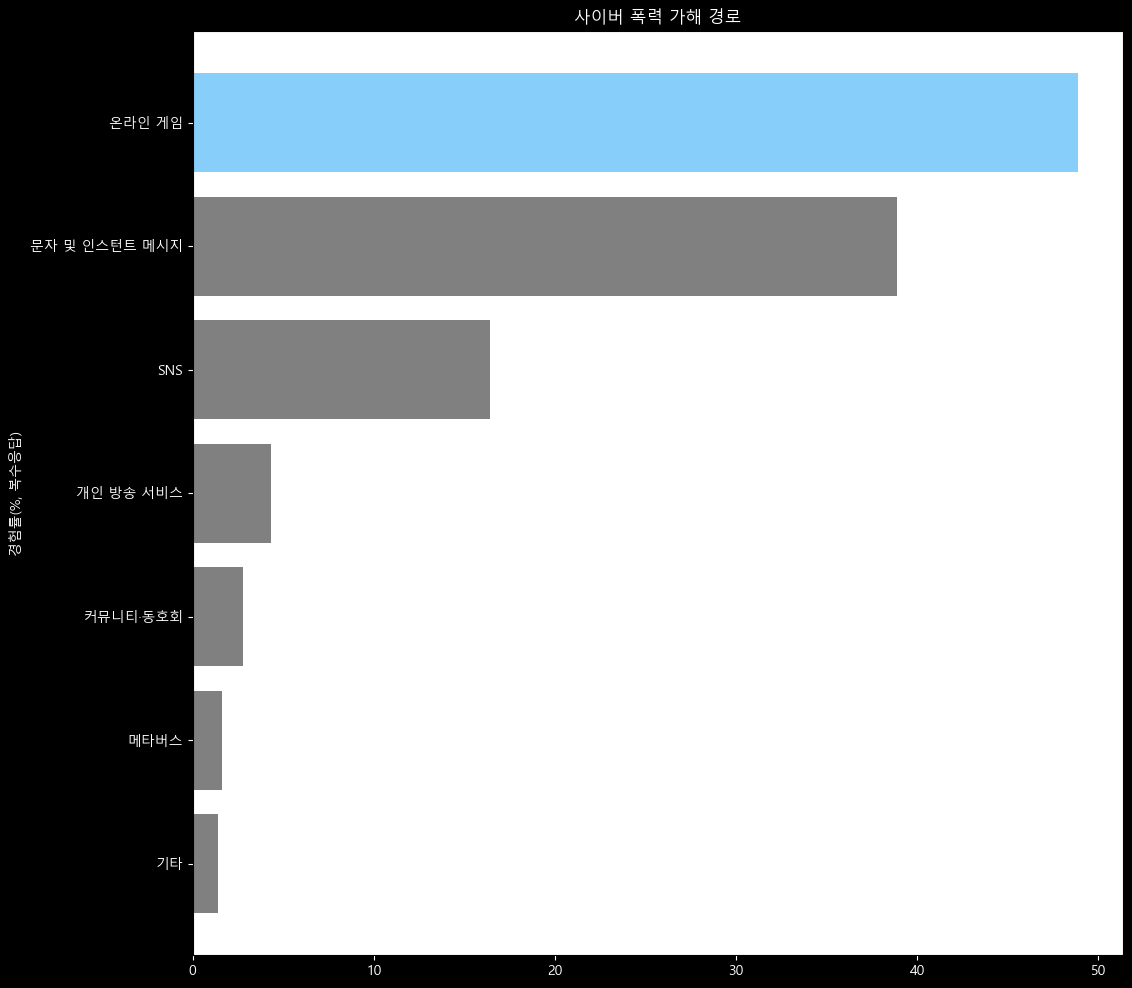 사이버 폭력 가해 경로
온라인 게임
문자 및 인스턴트 메시지
SNS
개인 방송 서비스
커뮤니티·동호회
메타버스
기타
경험률(%, 복수응답)
0 10 20 30 40 50